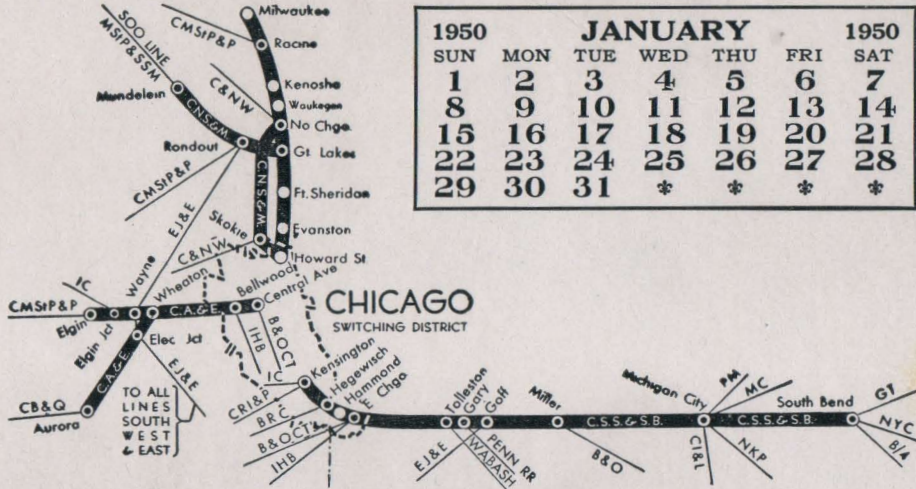 1950 JANUARY 1950
SUN MON TUE WED THU FRI SAT
1 2 3 4 5 6 7
8 9 10 11 12 13 14
15 16 17 18 19 20 21
22 23 24 25 26 27 28
29 30 31 * * * *
Milwaukee
CMStP&P
Racine
SOO LINE
MStP&SSM
C&NW
Kenosha
Waukegan
Mundelein
C.N.S.&M.
No Chgo.
Rondout
Gt. Lakes
CMStP&P
C.N.S.&M.
Ft. Sheridan
EJ&E
Skokie
Evanston
C&NW
Howard St.
IC
Wayne
Wheaton
Bellwood
Central Ave
CMStP&P
C.A.&E.
Elgin
Elgin Jct
Elec Jct
IHB
B&OCT
CHICAGO
SWITCHING DISTRICT
C.A.&E.
EJ&E
CB&Q
Aurora
TO ALL
LINES
SOUTH
WEST
& EAST
IC
Kensington
Hegewisch
Hammond
E. Chgo.
CRI&P
BRC
B&OCT
IHB
Tolleston
Gary
Goff
Miller
C.S.S.& S.B.
Michigan City
PM
MC
C.S.S.& S.B.
South Bend
GT
NYC
B/4
EJ&E
PENN RR
WABASH
B&O
CI&L
NKP